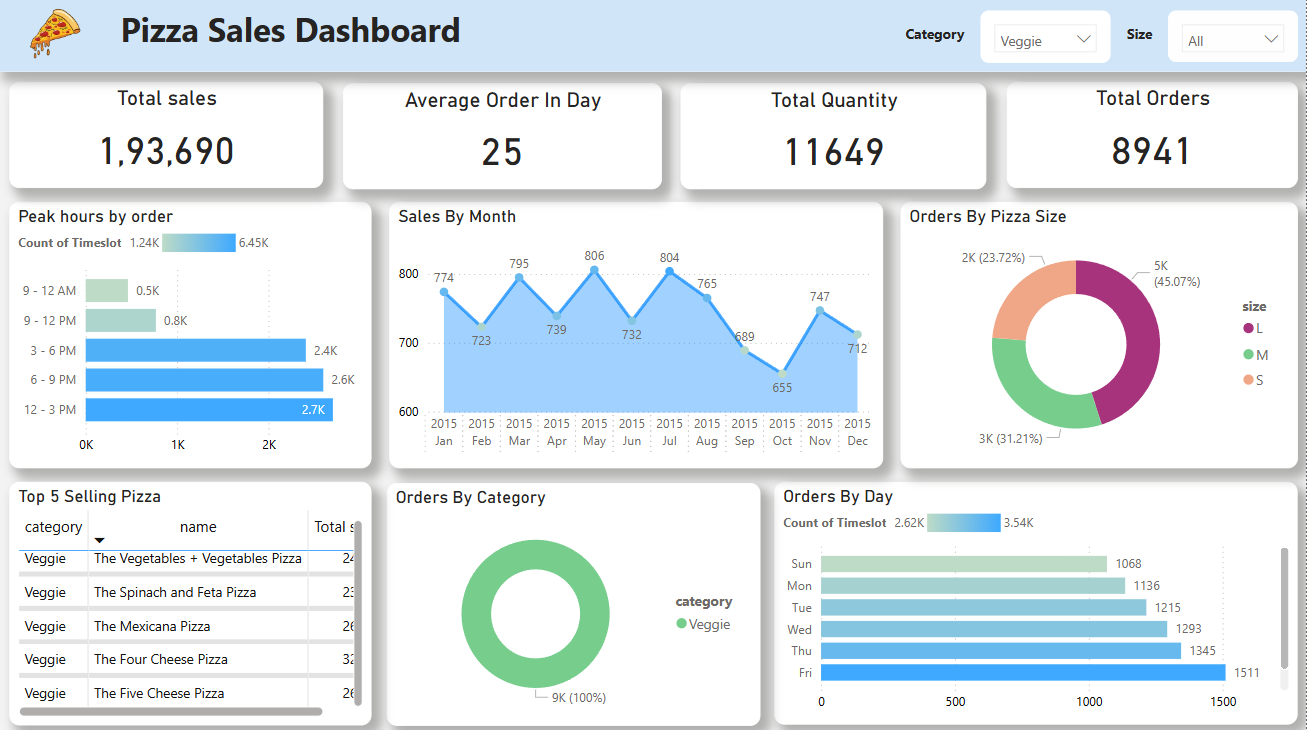 Pizza Sales Dashboard
Category
Veggie
Size
All
Total sales
1,93,690
Average Order In Day
25
Total Quantity
11649
Total Orders
8941
Peak hours by order
Count of Timeslot 1.24K 6.45K
9 - 12 AM 0.5K
9 - 12 PM 0.8K
3 - 6 PM 2.4K
6 - 9 PM 2.6K
12 - 3 PM 2.7K
0K 1K 2K
Sales By Month
800
700
600
774 723 795 739 806 732 804 765 689 655 747 712
2015 2015 2015 2015 2015 2015 2015 2015 2015 2015 2015 2015
Jan Feb Mar Apr May Jun Jul Aug Sep Oct Nov Dec
Orders By Pizza Size
2K (23.72%)
5K
(45.07%)
3K (31.21%)
size
L
M
S
Top 5 Selling Pizza
category name Total s
Veggie The Vegetables + Vegetables Pizza 24
Veggie The Spinach and Feta Pizza 23
Veggie The Mexicana Pizza 26
Veggie The Four Cheese Pizza 32
Veggie The Five Cheese Pizza 26
Orders By Category
9K (100%)
category
Veggie
Orders By Day
Count of Timeslot 2.62K 3.54K
Sun 1068
Mon 1136
Tue 1215
Wed 1293
Thu 1345
Fri 1511
0 500 1000 1500